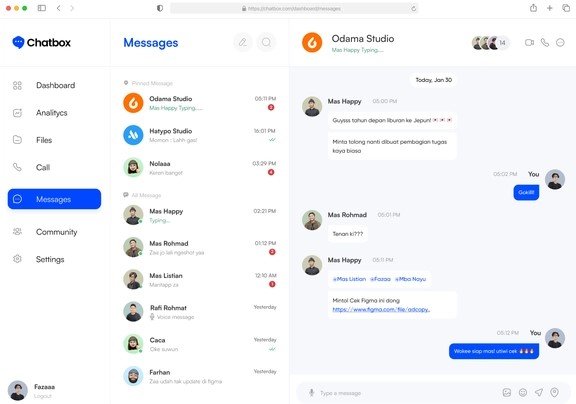 https://chatbox.com/dashboard/messages
Chatbox
Dashboard
Analitycs
Files
Call
Messages
Community
Settings
Fazaaa
Logout
Messages
Pinned Message
Odama Studio
05:11 PM
Mas Happy Typing.....
2
Hatypo Studio
16:01 PM
Momon : Lahh gas!
Nolaaa
03:29 PM
Keren banget
4
All Message
Mas Happy
02:21 PM
Typing...
Mas Rohmad
01:12 PM
Zaa jo lali ngeshot yaa
2
Mas Listian
12:10 AM
Mantapp za
1
Rafi Rohmat
Yesterday
Voice message
Caca
Yesterday
Oke suwun
Farhan
Yesterday
Zaa udah tak update di figma
Odama Studio
Mas Happy Typing.....
14
Today, Jan 30
Mas Happy
05:00 PM
Guysss tahun depan liburan ke Jepun!
Minta tolong nanti dibuat pembagian tugas
kaya biasa
05:02 PM
You
Gokill!!
Mas Rohmad
05:01 PM
Tenan ki???
Mas Happy
05:11 PM
@Mas Listian @Fazaa @Mba Nayu
Mintol Cek Figma ini dong
https://www.figma.com/file/adcopy..
05:12 PM
You
Wokee siap mas! utiwi cek 🔥🔥🔥
Type a message